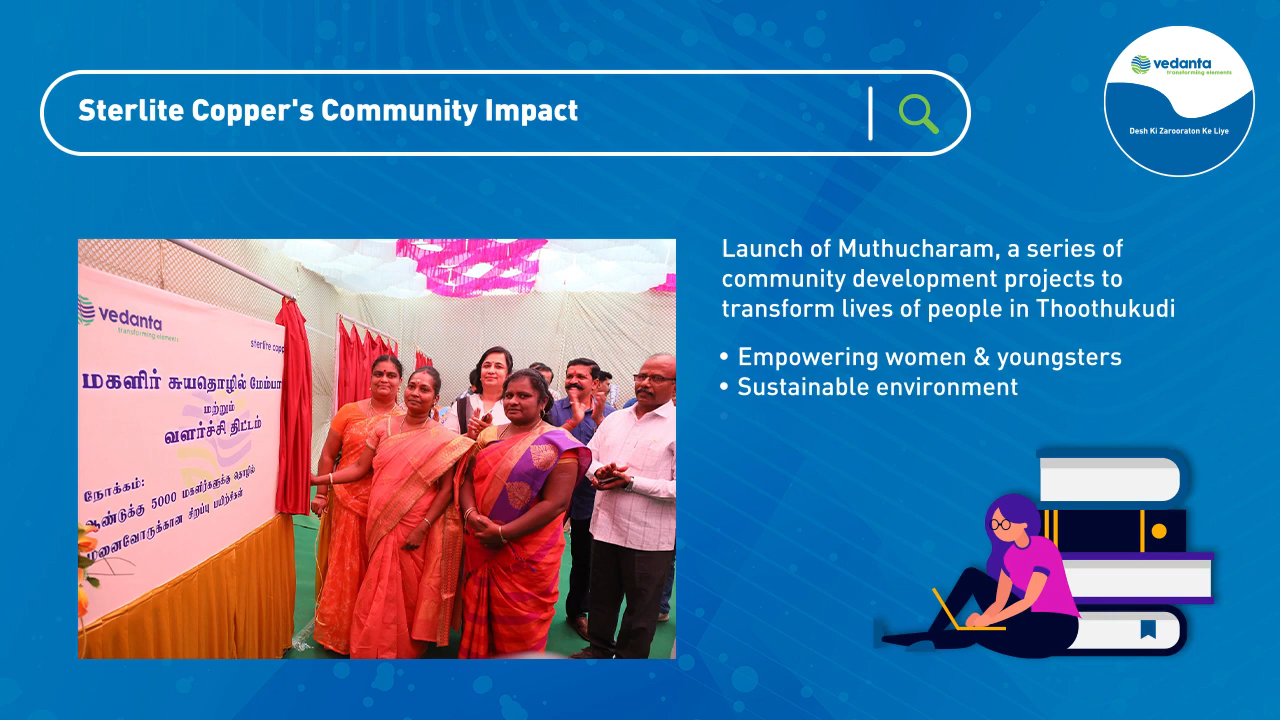 Sterlite Copper's Community Impact
vedanta
transforming elements
Desh Ki Zarooraton Ke Liye
vedanta
transforming elements
sterlite copp
மகளிர் சுயதொழில் மேம்பா
மற்றும்
வளர்ச்சி திட்டம்
நோக்கம்:
ஆண்டுக்கு 5000 மகளிர்களுக்கு தொழில்
முனைவோருக்கான சிறப்பு பயிற்சிகள்
Launch of Muthucharam, a series of
community development projects to
transform lives of people in Thoothukudi
• Empowering women & youngsters
• Sustainable environment